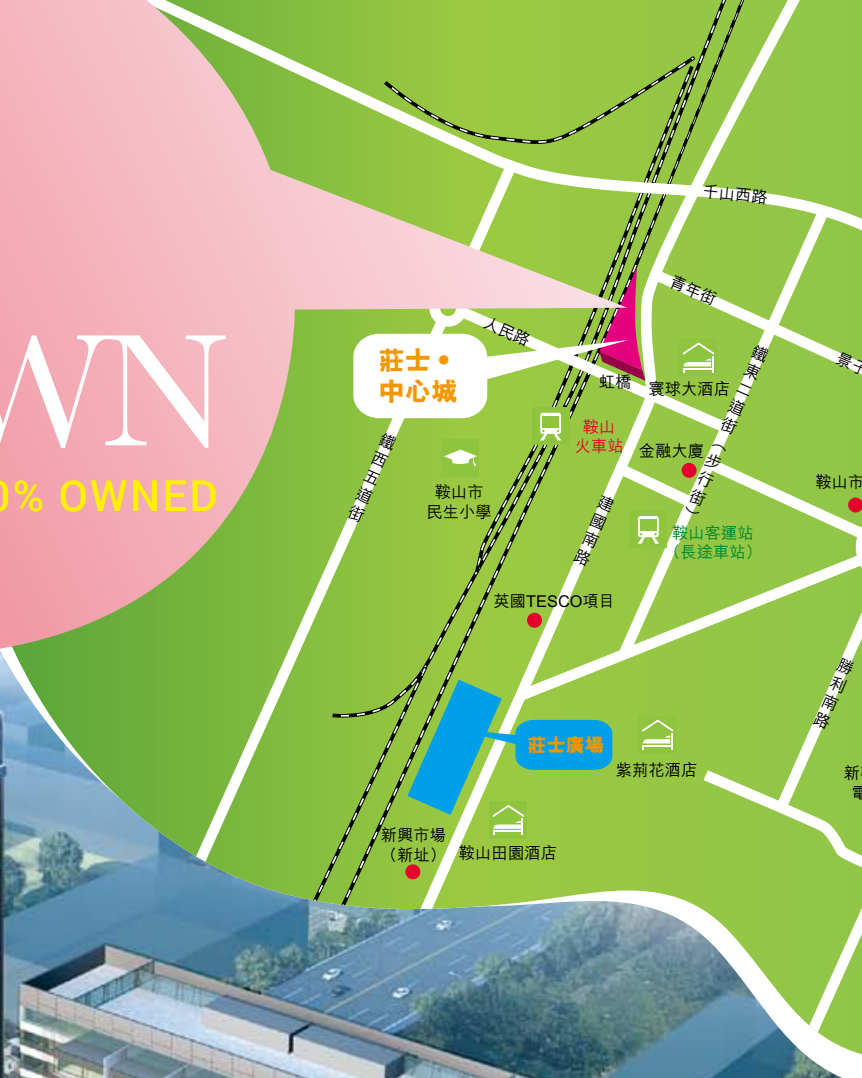 千山西路
青年街
人民路
WN
莊士•
中心城
虹橋
寰球大酒店
鐵東二道街(步行街)
鞍山
火車站
金融大廈
鐵西五道街
鞍山市
民生小學
鞍山市
0% OWNED
建國南路
鞍山客運站
(長途車站)
英國TESCO項目
勝利南路
莊士廣場
紫荊花酒店
新興市場
(新址)
鞍山田園酒店